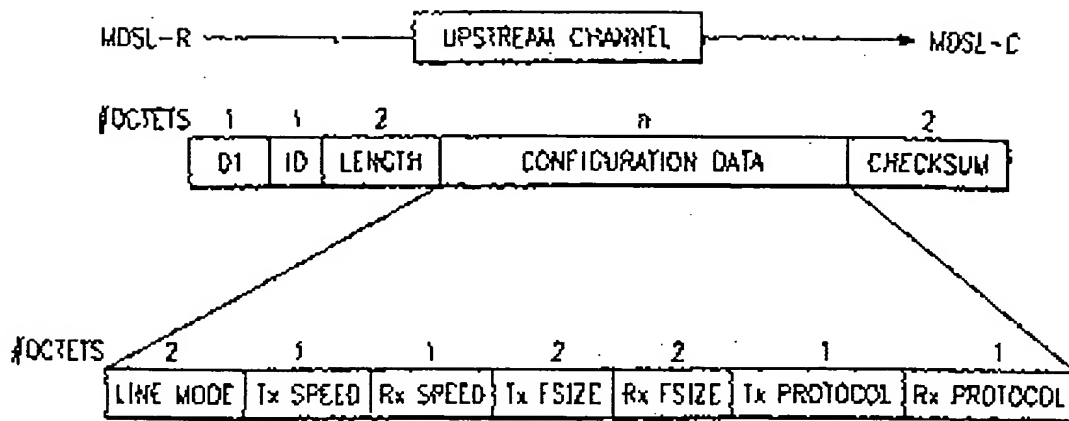 MDSL-R UPSTREAM CHANNEL MDSL-C
#OCTETS 1 1 2 n 2
01 ID LENGTH CONFIGURATION DATA CHECKSUM
#OCTETS 2 1 1 2 2 1 1
LINE MODE Tx SPEED Rx SPEED Tx FSIZE Rx FSIZE Tx PROTOCOL Rx PROTOCOL